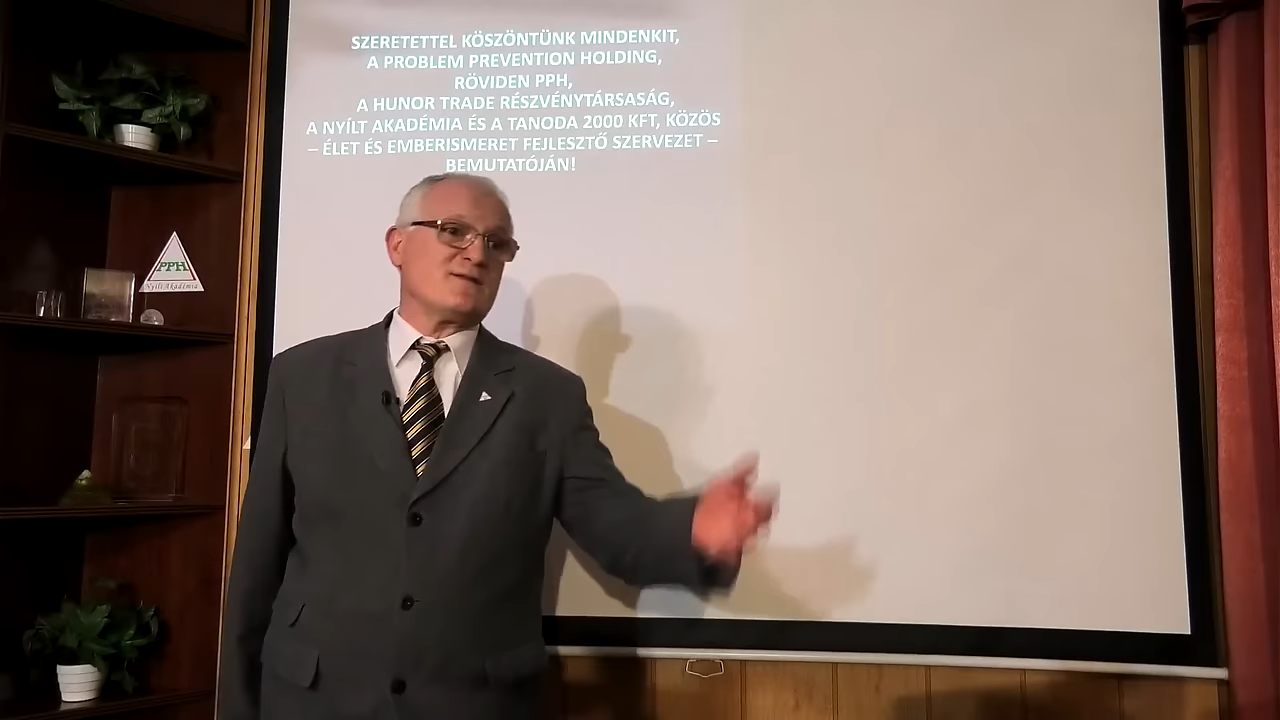 SZERETETTEL KÖSZÖNTÜNK MINDENKIT,
A PROBLEM PREVENTION HOLDING,
RÖVIDEN PPH,
A HUNOR TRADE RÉSZVÉNYTÁRSASÁG,
A NYÍLT AKADÉMIA ÉS A TANODA 2000 KFT, KÖZÖS
– ÉLET ÉS EMBERISMERET FEJLESZTŐ SZERVEZET –
BEMUTATÓJÁN!
PPH
Nyílt Akadémia